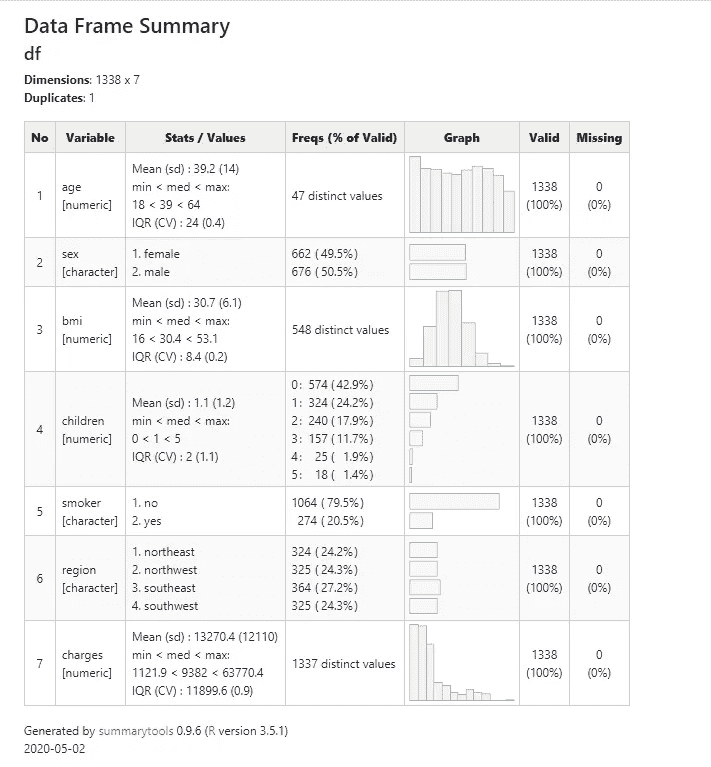 Data Frame Summary
df
Dimensions: 1338 x 7
Duplicates: 1
No Variable Stats / Values Freqs (% of Valid) Graph Valid Missing
1 age [numeric] Mean (sd) : 39.2 (14)
min < med < max:
18 < 39 < 64
IQR (CV) : 24 (0.4) 47 distinct values 1338 (100%) 0 (0%)
2 sex [character] 1. female 662 (49.5%) 1338 (100%) 0 (0%)
2. male 676 (50.5%)
3 bmi [numeric] Mean (sd) : 30.7 (6.1)
min < med < max:
16 < 30.4 < 53.1
IQR (CV) : 8.4 (0.2) 548 distinct values 1338 (100%) 0 (0%)
4 children [numeric] Mean (sd) : 1.1 (1.2)
min < med < max:
0 < 1 < 5
IQR (CV) : 2 (1.1)
0: 574 (42.9%)
1: 324 (24.2%)
2: 240 (17.9%)
3: 157 (11.7%)
4: 25 ( 1.9%)
5: 18 ( 1.4%)
1338 (100%) 0 (0%)
5 smoker [character] 1. no 1064 (79.5%) 1338 (100%) 0 (0%)
2. yes 274 (20.5%)
6 region [character] 1. northeast 324 (24.2%)
2. northwest 325 (24.3%)
3. southeast 364 (27.2%)
4. southwest 325 (24.3%)
1338 (100%) 0 (0%)
7 charges [numeric] Mean (sd) : 13270.4 (12110)
min < med < max:
1121.9 < 9382 < 63770.4
IQR (CV) : 11899.6 (0.9) 1337 distinct values 1338 (100%) 0 (0%)
Generated by summarytools 0.9.6 (R version 3.5.1)
2020-05-02